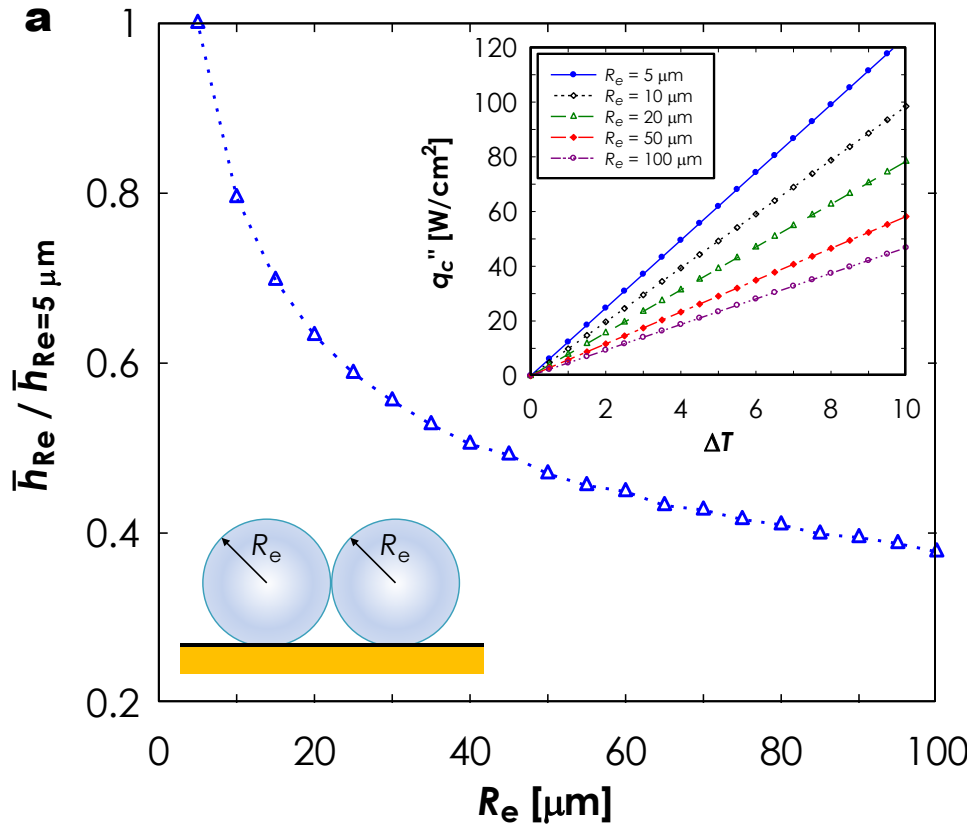 a
1
0.8
0.6
0.4
0.2
0
20
40
60
80
100
h̅Re / h̅Re=5 μm
Re [μm]
120
100
80
60
40
20
0
0
2
4
6
8
10
qc'' [W/cm²]
ΔT
Re = 5 μm
Re = 10 μm
Re = 20 μm
Re = 50 μm
Re = 100 μm
Re
Re